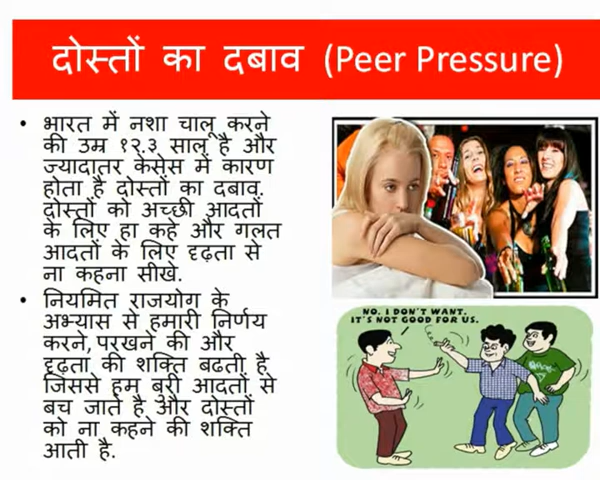 दोस्तों का दबाव (Peer Pressure)
• भारत में नशा चालू करने
की उम्र १२.३ साल है और
ज्यादातर केसेस में कारण
होता है दोस्तों का दबाव.
दोस्तों को अच्छी आदतों
के लिए हा कहे और गलत
आदतों के लिए दृढ़ता से
ना कहना सीखे.
• नियमित राजयोग के
अभ्यास से हमारी निर्णय
करने, परखने की और
दृढ़ता की शक्ति बढती है
जिससे हम बुरी आदतों से
बच जाते है और दोस्तों
को ना कहने की शक्ति
आती है.
NO. I DON'T WANT.
IT'S NOT GOOD FOR US.